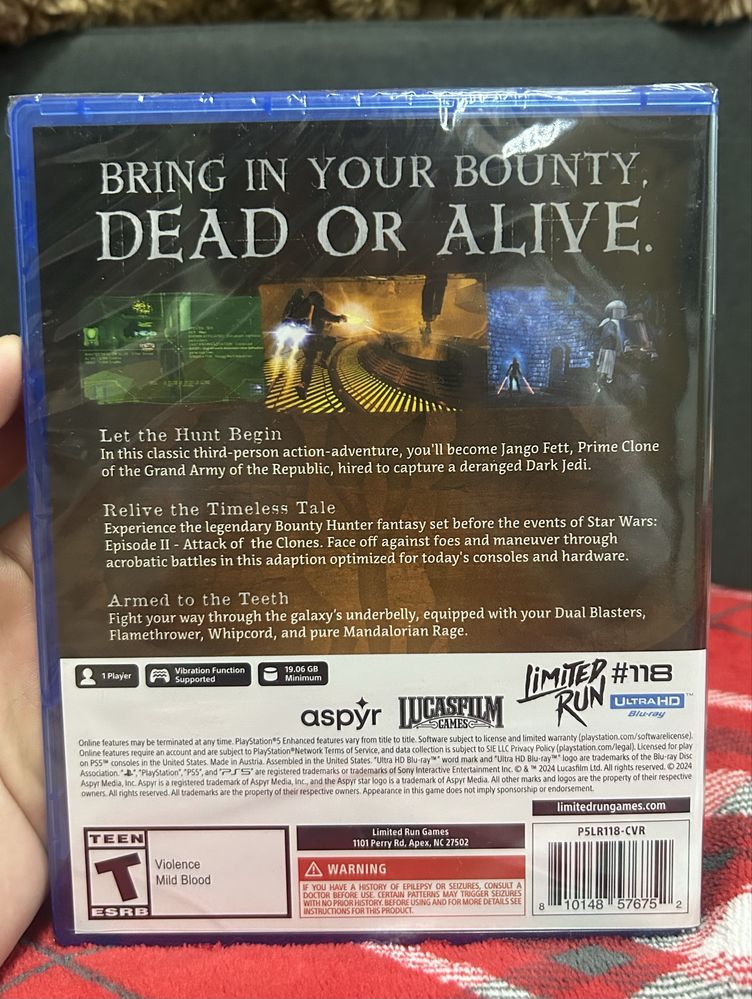 BRING IN YOUR BOUNTY,
DEAD OR ALIVE.
Let the Hunt Begin
In this classic third-person action-adventure, you'll become Jango Fett, Prime Clone
of the Grand Army of the Republic, hired to capture a deranged Dark Jedi.
Relive the Timeless Tale
Experience the legendary Bounty Hunter fantasy set before the events of Star Wars:
Episode II - Attack of the Clones. Face off against foes and maneuver through
acrobatic battles in this adaption optimized for today's consoles and hardware.
Armed to the Teeth
Fight your way through the galaxy's underbelly, equipped with your Dual Blasters,
Flamethrower, Whipcord, and pure Mandalorian Rage.
1 Player
Vibration Function
Supported
19.06 GB
Minimum
aspyr
LUCASFILM
GAMES
LIMITED
RUN
#118
ULTRA HD™
Blu-ray
Online features may be terminated at any time. PlayStation®5 Enhanced features vary from title to title. Software subject to license and limited warranty (playstation.com/softwarelicense).
Online features require an account and are subject to PlayStation®Network Terms of Service, and data collection is subject to SIE LLC Privacy Policy (playstation.com/legal). Licensed for play
on PS5™ consoles in the United States. Made in Austria. Assembled in the United States. "Ultra HD Blu-ray™" word mark and "Ultra HD Blu-ray™" logo are trademarks of the Blu-ray Disc
Association. "PlayStation", "PS5", and "PS5" are registered trademarks or trademarks of Sony Interactive Entertainment Inc. © & ™ 2024 Lucasfilm Ltd. All rights reserved. © 2024
Aspyr Media, Inc. Aspyr is a registered trademark of Aspyr Media, Inc., and the Aspyr star logo is a trademark of Aspyr Media. All other marks and logos are the property of their respective
owners. All rights reserved. All trademarks are the property of their respective owners. Appearance in this game does not imply sponsorship or endorsement.
limitedrungames.com
TEEN
T
ESRB
Violence
Mild Blood
Limited Run Games
1101 Perry Rd, Apex, NC 27502
WARNING
IF YOU HAVE A HISTORY OF EPILEPSY OR SEIZURES, CONSULT A
DOCTOR BEFORE USE. CERTAIN PATTERNS MAY TRIGGER SEIZURES
WITH NO PRIOR HISTORY. BEFORE USING AND FOR MORE DETAILS SEE
INSTRUCTIONS FOR THIS PRODUCT.
P5LR118-CVR
8 10148 57675 2